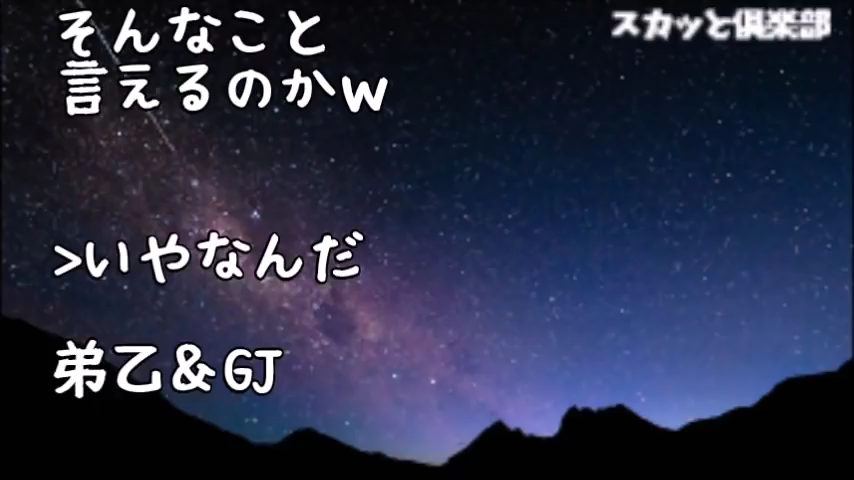 スカッと倶楽部
そんなこと
言えるのかw
>いやなんだ
弟乙&GJ